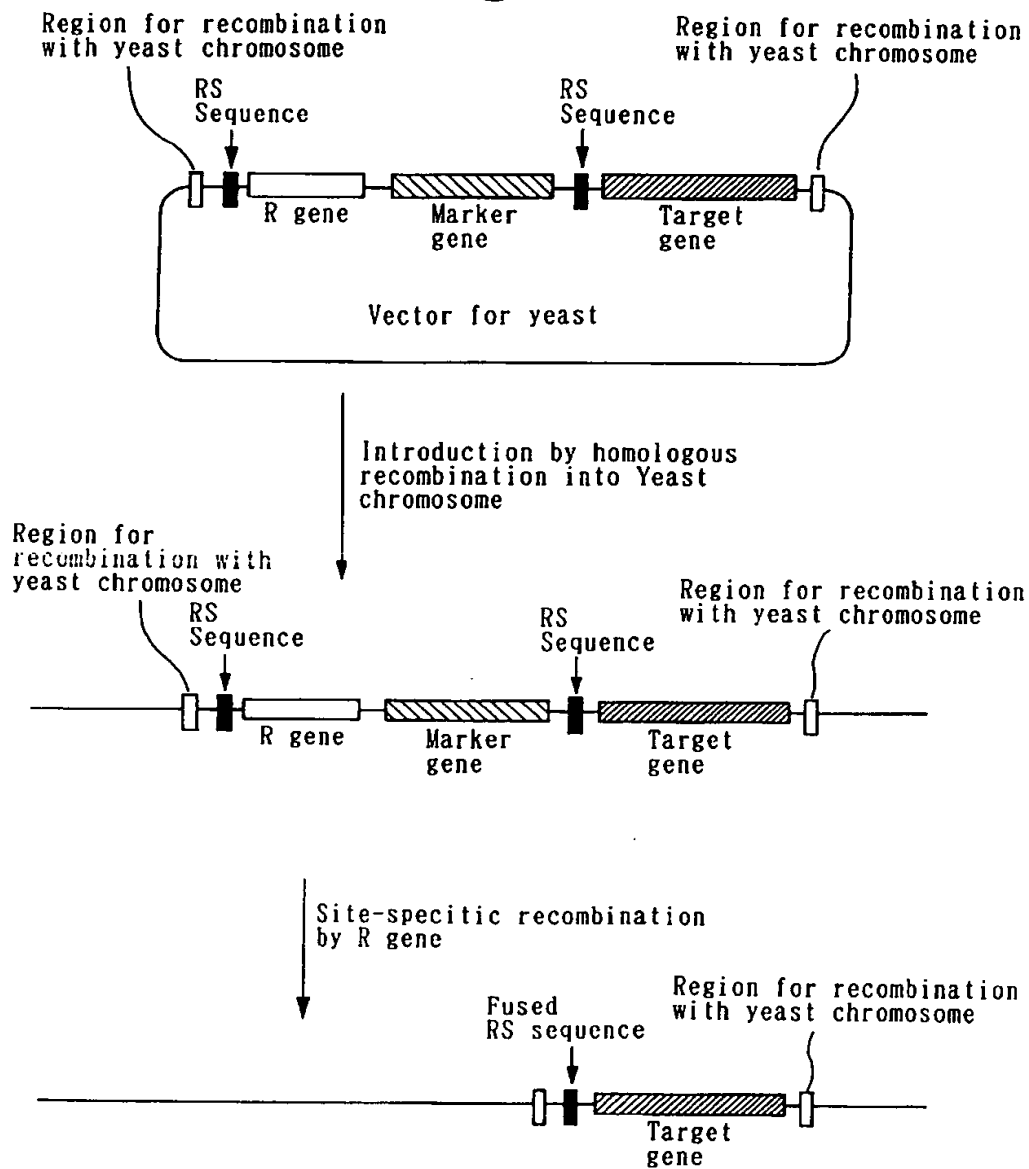 Region for recombination
with yeast chromosome
Region for recombination
with yeast chromosome
RS
Sequence
RS
Sequence
R gene
Marker
gene
Target
gene
Vector for yeast
Introduction by homologous
recombination into Yeast
chromosome
Region for
recombination with
yeast chromosome
Region for recombination
with yeast chromosome
RS
Sequence
RS
Sequence
R gene
Marker
gene
Target
gene
Site-specitic recombination
by R gene
Region for recombination
with yeast chromosome
Fused
RS sequence
Target
gene